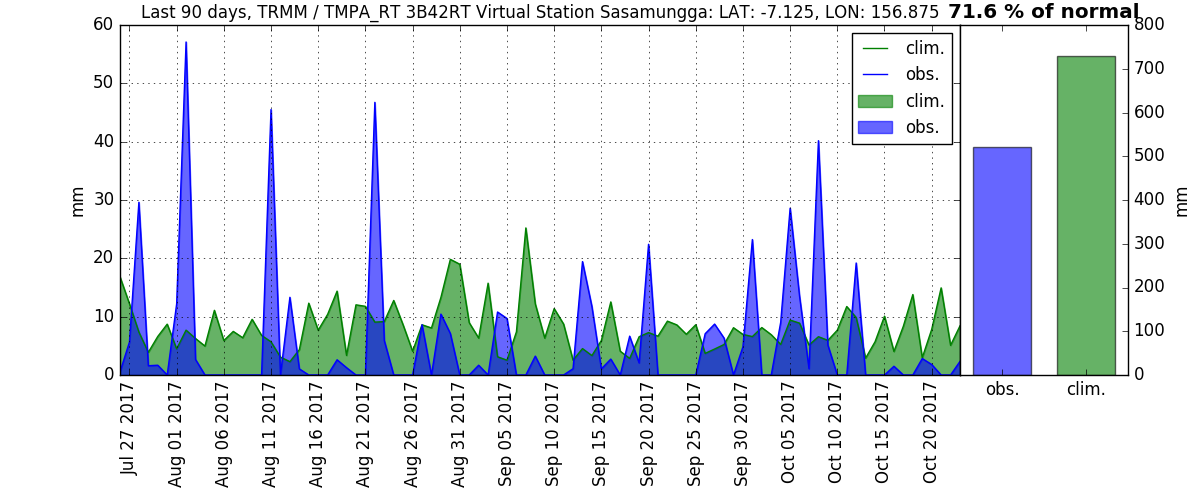 Last 90 days, TRMM / TMPA_RT 3B42RT Virtual Station Sasamungga: LAT: -7.125, LON: 156.875 71.6 % of normal
mm
60
50
40
30
20
10
0
clim.
obs.
clim.
obs.
Jul 27 2017
Aug 01 2017
Aug 06 2017
Aug 11 2017
Aug 16 2017
Aug 21 2017
Aug 26 2017
Aug 31 2017
Sep 05 2017
Sep 10 2017
Sep 15 2017
Sep 20 2017
Sep 25 2017
Sep 30 2017
Oct 05 2017
Oct 10 2017
Oct 15 2017
Oct 20 2017
800
700
600
500
400
300
200
100
0
mm
obs. clim.